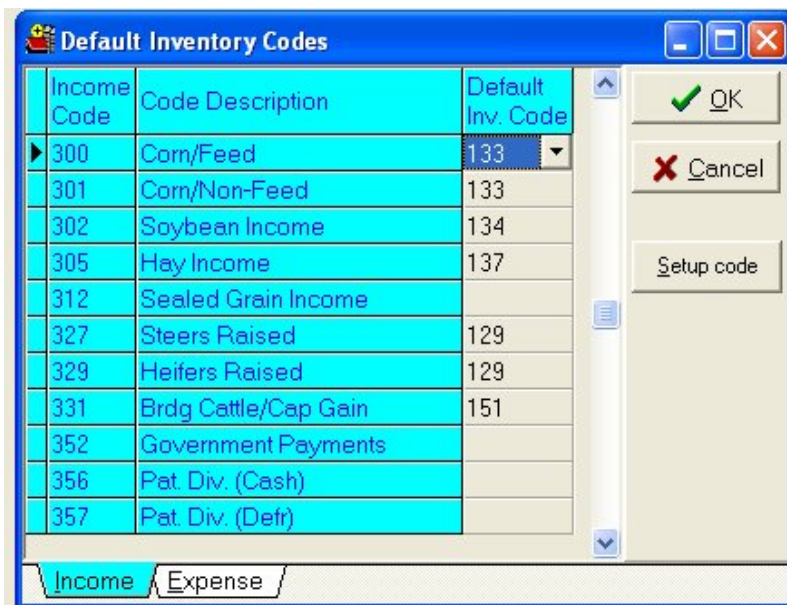 Default Inventory Codes
Income Code Code Description Default Inv. Code
300 Corn/Feed 133
301 Corn/Non-Feed 133
302 Soybean Income 134
305 Hay Income 137
312 Sealed Grain Income
327 Steers Raised 129
329 Heifers Raised 129
331 Brdg Cattle/Cap Gain 151
352 Government Payments
356 Pat. Div. (Cash)
357 Pat. Div. (Defr)
OK
Cancel
Setup code
Income Expense